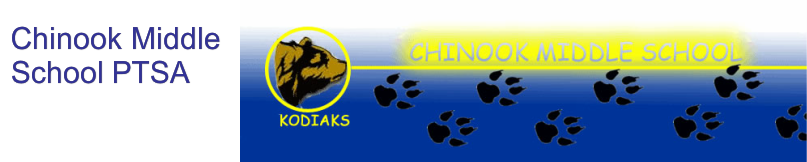 Chinook Middle
School PTSA
CHINOOK MIDDLE SCHOOL
KODIAKS